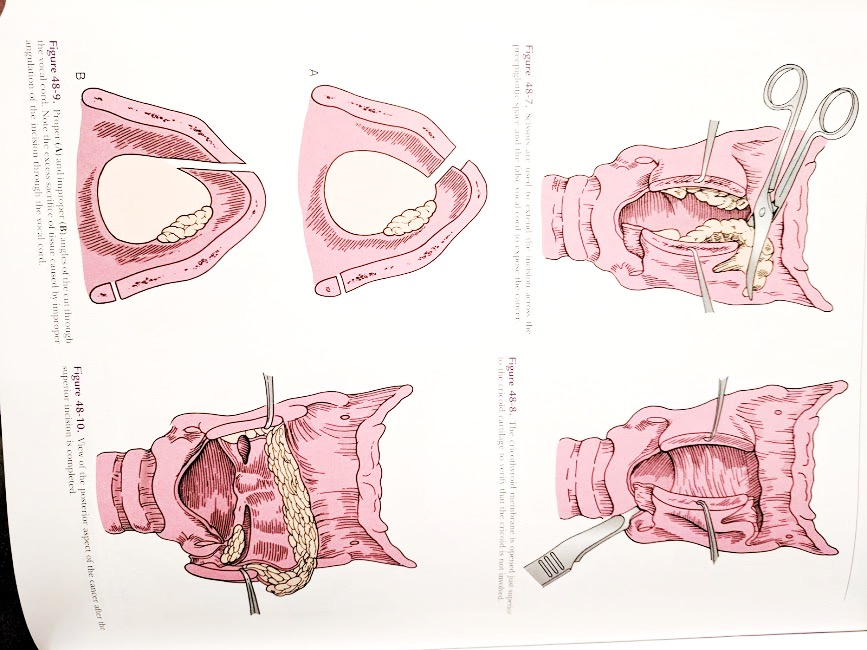 Figure 48-7. Scissors are used to extend the incision across the
preepiglottic space and the false vocal cord to expose the cancer.
Figure 48-8. The cricothyroid membrane is opened just superior
to the cricoid cartilage to verify that the cricoid is not involved.
A
B
Figure 48-9. Proper (A) and improper (B) angles of the cut through
the vocal cord. Note the excess sacrifice of tissue caused by improper
angulation of the incision through the vocal cord.
Figure 48-10. View of the posterior aspect of the cancer after the
superior incision is completed.